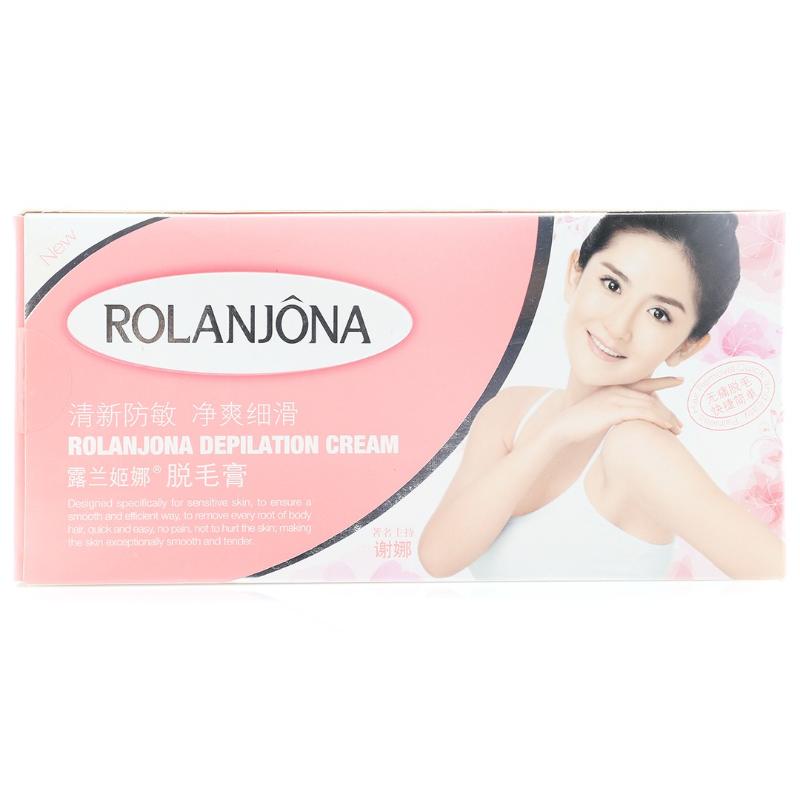 New
ROLANJÔNA
清新防敏 净爽细滑
ROLANJONA DEPILATION CREAM
露兰姬娜® 脱毛膏
Designed specifically for sensitive skin, to ensure a
smooth and efficient way, to remove every root of body
hair, quick and easy, no pain, not to hurt the skin, making
the skin exceptionally smooth and tender.
著名主持
谢娜
无痛脱毛
快捷简单